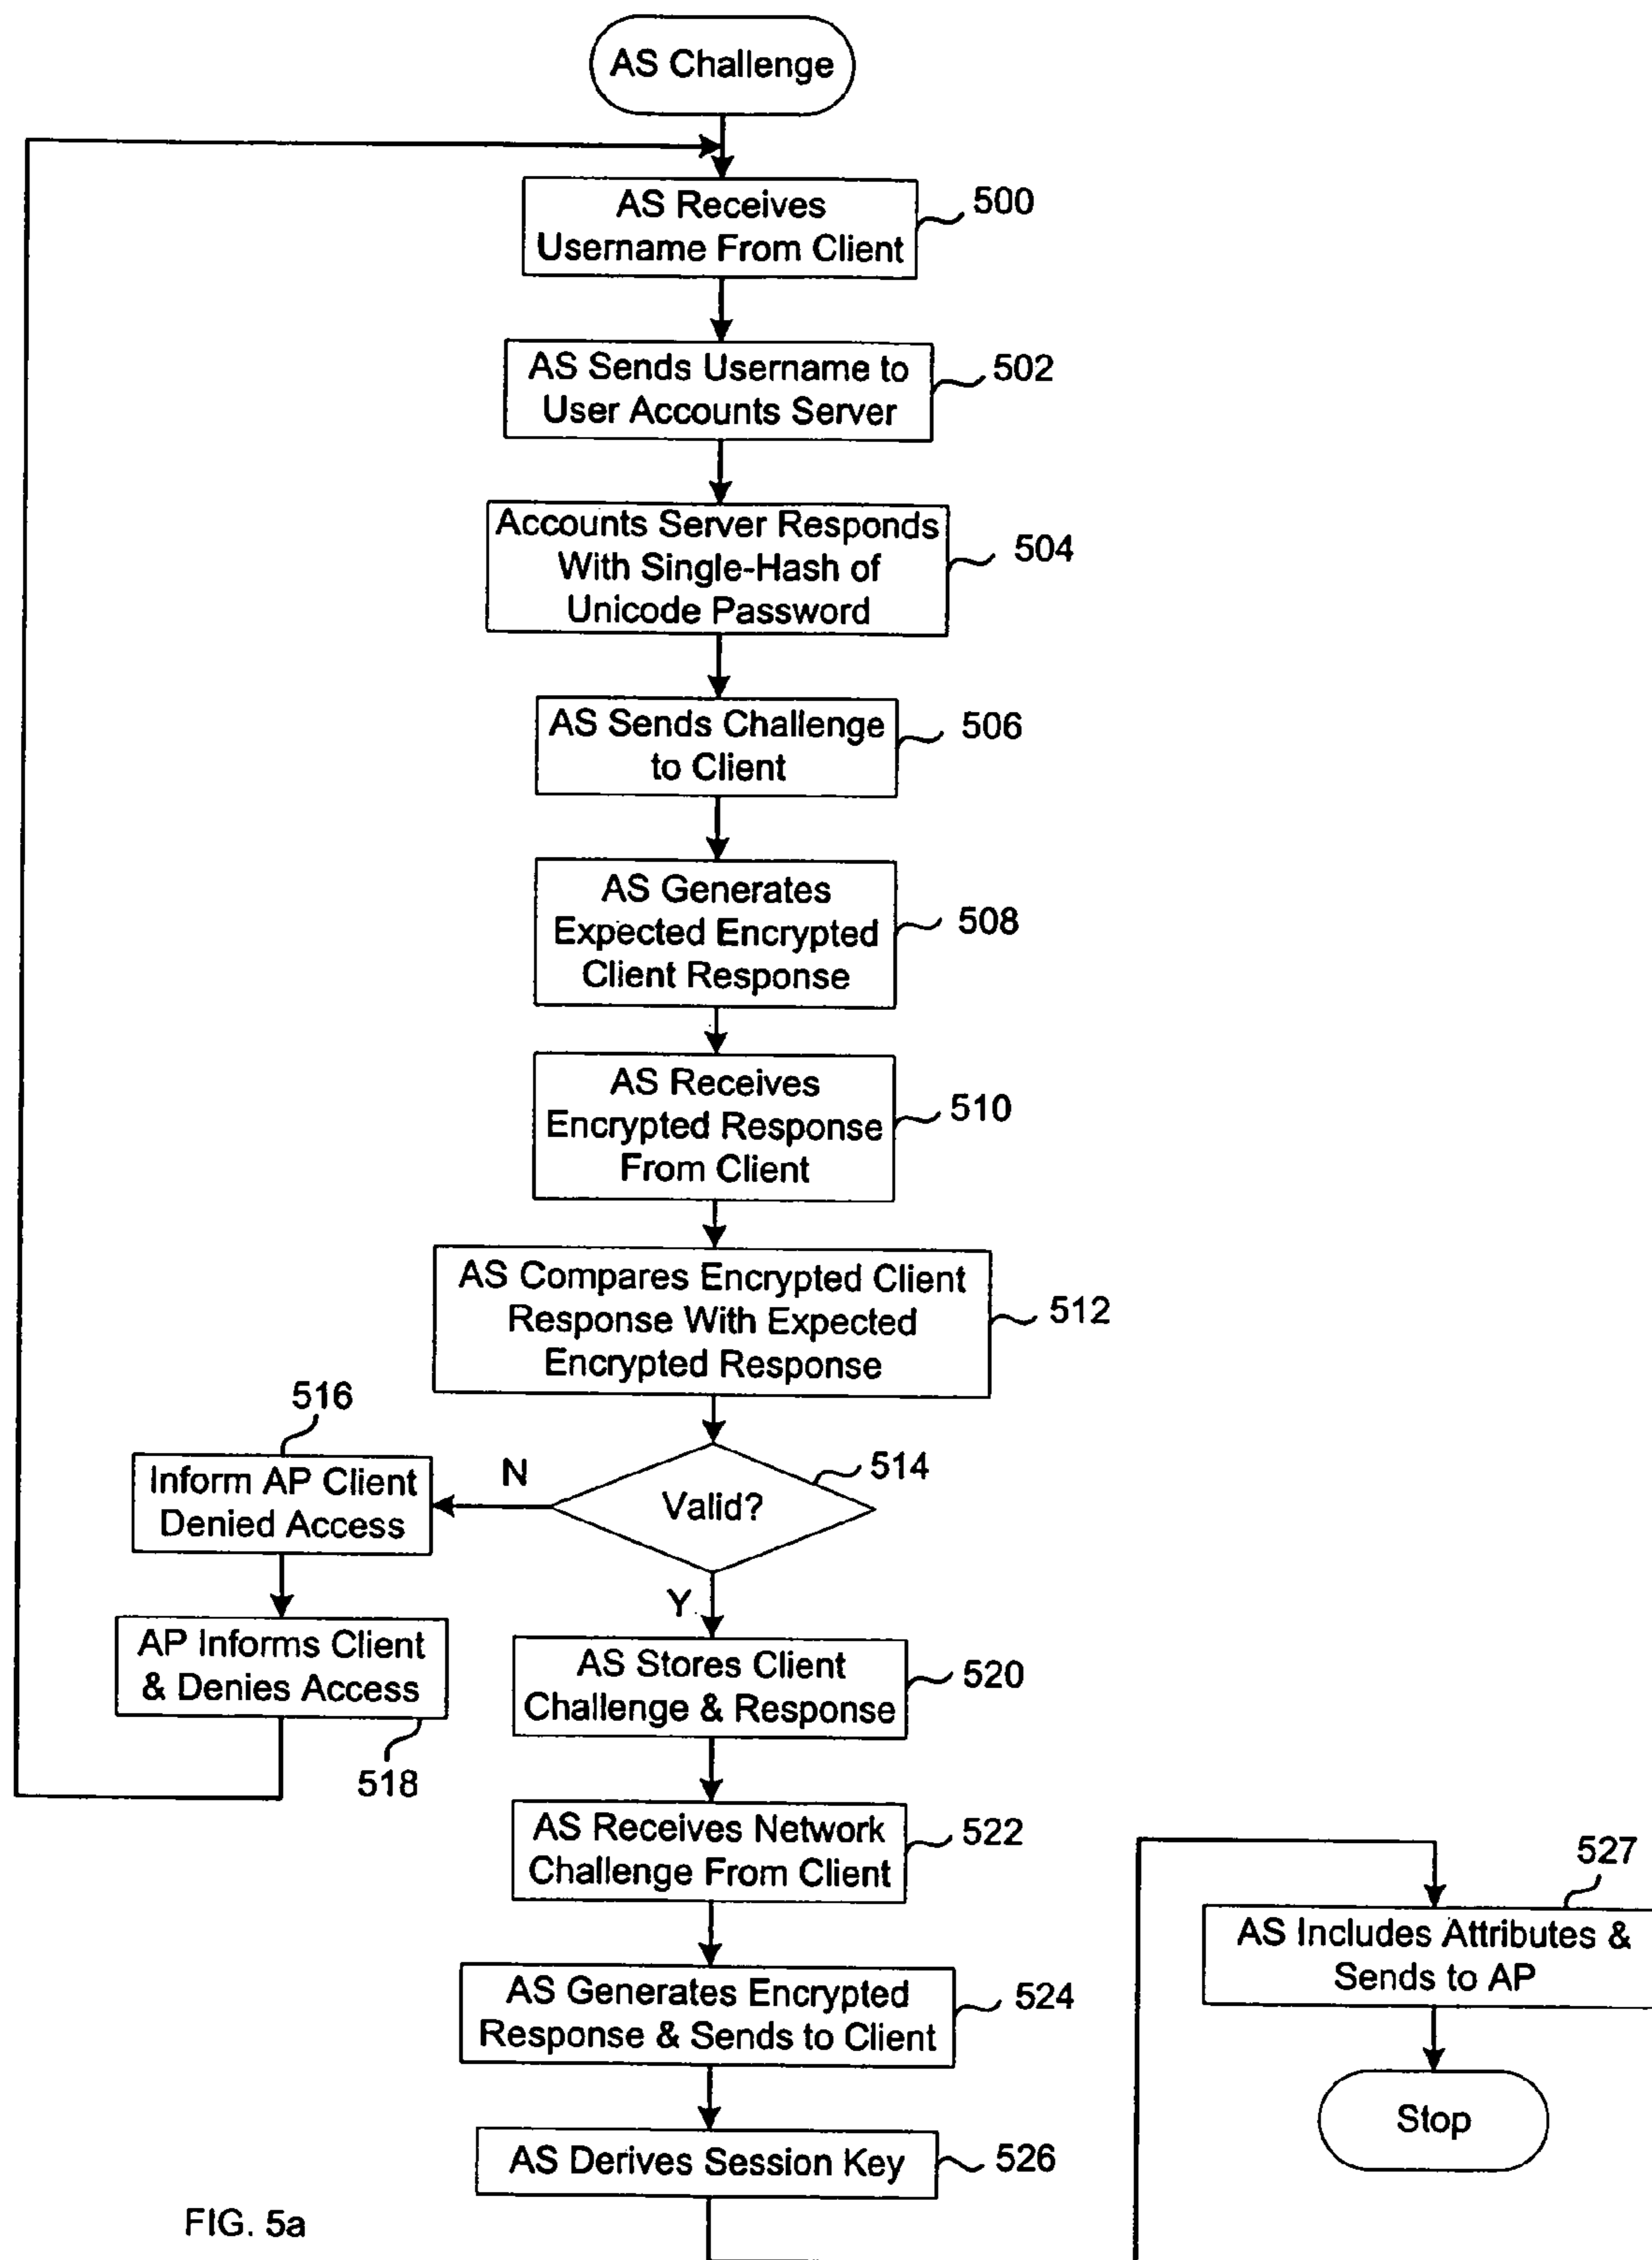 AS Challenge
AS Receives
Username From Client
500
AS Sends Username to
User Accounts Server
502
Accounts Server Responds
With Single-Hash of
Unicode Password
504
AS Sends Challenge
to Client
506
AS Generates
Expected Encrypted
Client Response
508
AS Receives
Encrypted Response
From Client
510
AS Compares Encrypted Client
Response With Expected
Encrypted Response
512
Valid?
514
N
516
Inform AP Client
Denied Access
AP Informs Client
& Denies Access
518
Y
AS Stores Client
Challenge & Response
520
AS Receives Network
Challenge From Client
522
AS Generates Encrypted
Response & Sends to Client
524
AS Derives Session Key
526
527
AS Includes Attributes &
Sends to AP
Stop
FIG. 5a